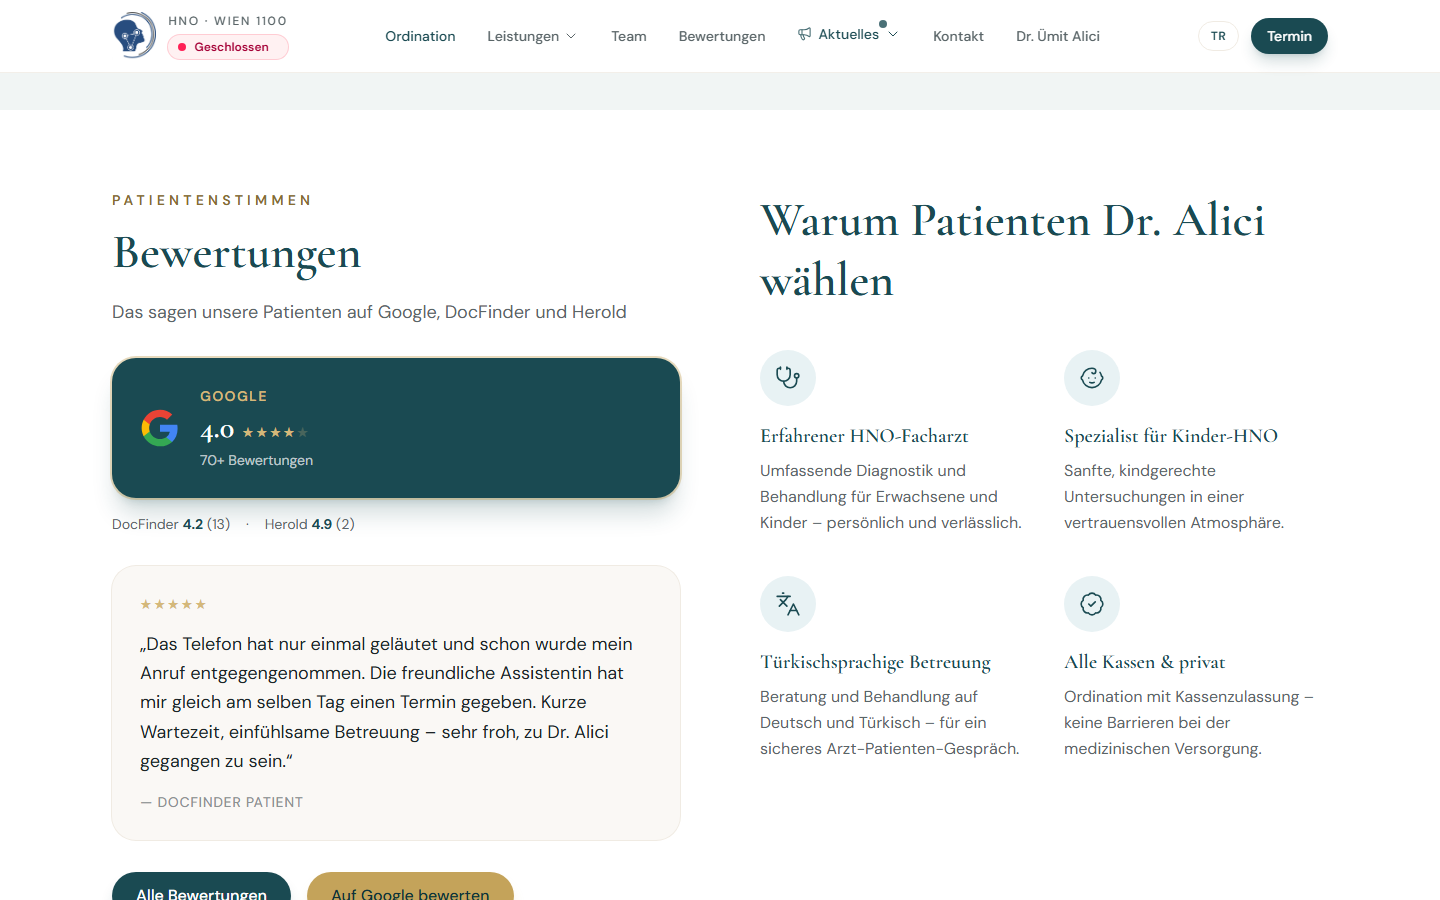 HNO · WIEN 1100
Geschlossen
Ordination
Leistungen
Team
Bewertungen
Aktuelles
Kontakt
Dr. Ümit Alici
TR
Termin
PATIENTENSTIMMEN
Bewertungen
Das sagen unsere Patienten auf Google, DocFinder und Herold
GOOGLE
4.0 ★★★★★
70+ Bewertungen
DocFinder 4.2 (13) · Herold 4.9 (2)
★★★★★
„Das Telefon hat nur einmal geläutet und schon wurde mein
Anruf entgegengenommen. Die freundliche Assistentin hat
mir gleich am selben Tag einen Termin gegeben. Kurze
Wartezeit, einfühlsame Betreuung – sehr froh, zu Dr. Alici
gegangen zu sein.“
— DOCFINDER PATIENT
Alle Bewertungen
Auf Google bewerten
Warum Patienten Dr. Alici
wählen
Erfahrener HNO-Facharzt
Umfassende Diagnostik und
Behandlung für Erwachsene und
Kinder – persönlich und verlässlich.
Spezialist für Kinder-HNO
Sanfte, kindgerechte
Untersuchungen in einer
vertrauensvollen Atmosphäre.
Türkischsprachige Betreuung
Beratung und Behandlung auf
Deutsch und Türkisch – für ein
sicheres Arzt-Patienten-Gespräch.
Alle Kassen & privat
Ordination mit Kassenzulassung –
keine Barrieren bei der
medizinischen Versorgung.